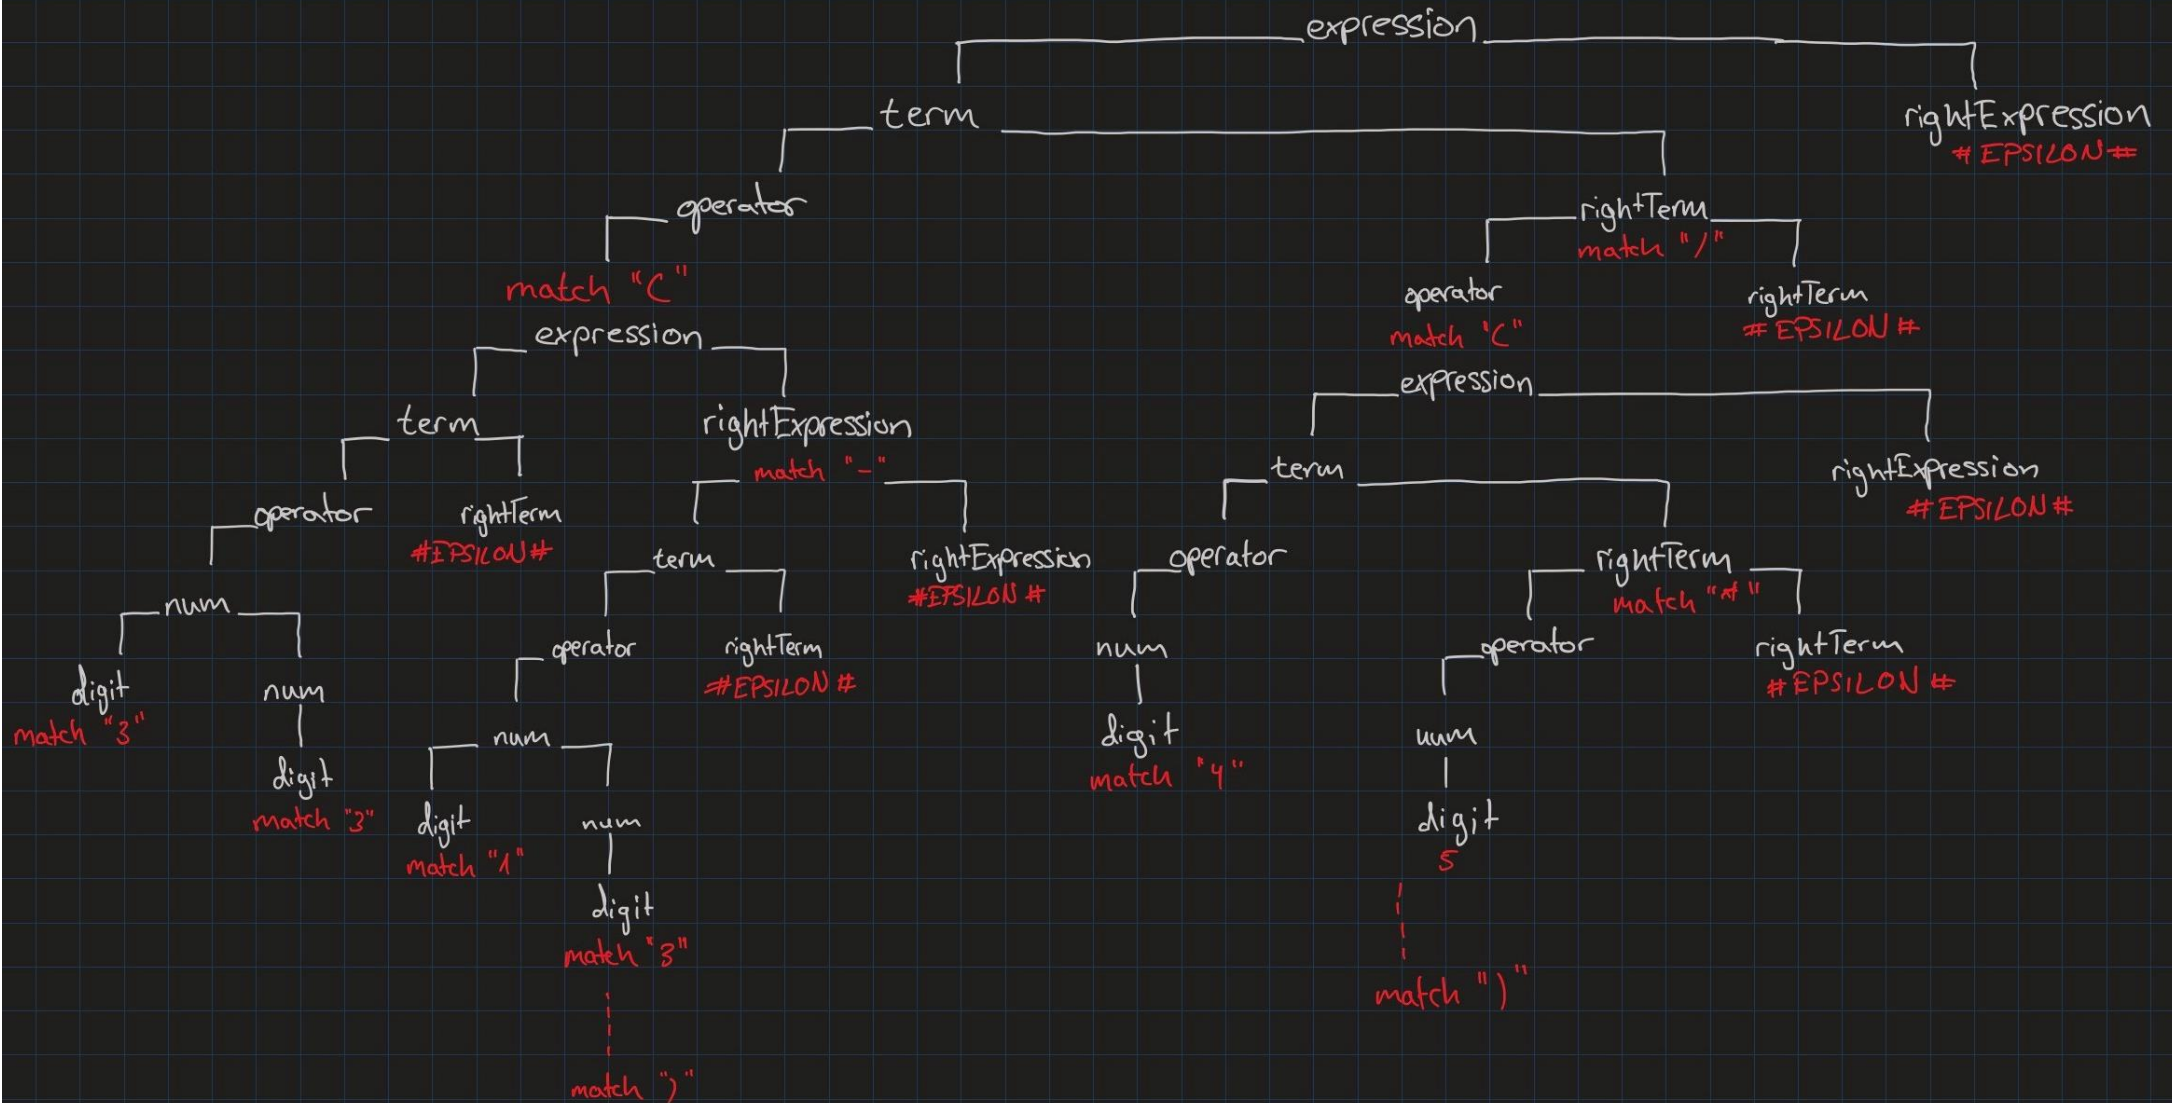 expression
term
rightExpression
#EPSILON#
operator
rightTerm
match "/"
match "("
operator
match "("
rightTerm
#EPSILON#
expression
expression
term
rightExpression
match "-"
term
rightExpression
#EPSILON#
operator
rightTerm
#EPSILON#
term
rightExpression
#EPSILON#
operator
rightTerm
match "*"
num
operator
rightTerm
#EPSILON#
num
operator
rightTerm
#EPSILON#
digit
match "3"
num
num
digit
match "4"
num
digit
match "3"
digit
match "1"
num
digit
5
digit
match "3"
match ")"
match ")"